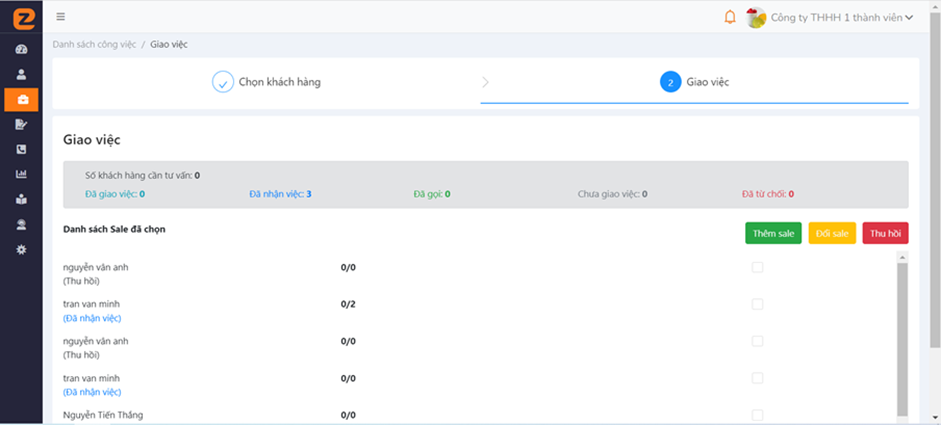 Công ty THHH 1 thành viên
Danh sách công việc / Giao việc
Chọn khách hàng
2 Giao việc
Giao việc
Số khách hàng cần tư vấn: 0
Đã giao việc: 0 Đã nhận việc: 3 Đã gọi: 0 Chưa giao việc: 0 Đã từ chối: 0
Danh sách Sale đã chọn Thêm sale Đổi sale Thu hồi
nguyễn vân anh 0/0
(Thu hồi)
tran van minh 0/2
(Đã nhận việc)
nguyễn vân anh 0/0
(Thu hồi)
tran van minh 0/0
(Đã nhận việc)
Nguyễn Tiến Thắng 0/0